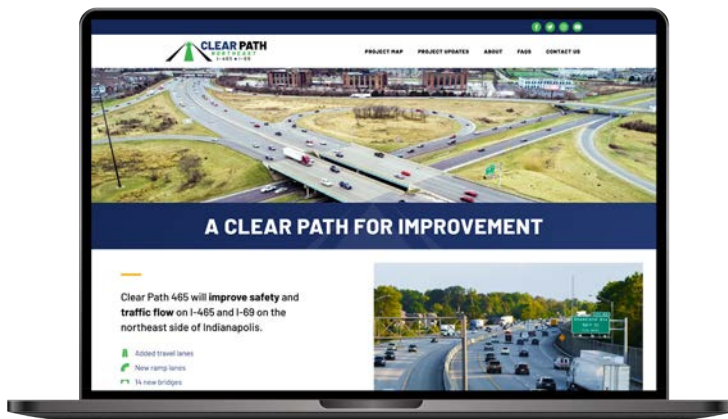 CLEAR PATH
NORTHEAST
I-465 I-69
PROJECT MAP PROJECT UPDATES ABOUT FAQS CONTACT US
A CLEAR PATH FOR IMPROVEMENT
Clear Path 465 will improve safety and
traffic flow on I-465 and I-69 on the
northeast side of Indianapolis.
Added travel lanes
New ramp lanes
14 new bridges